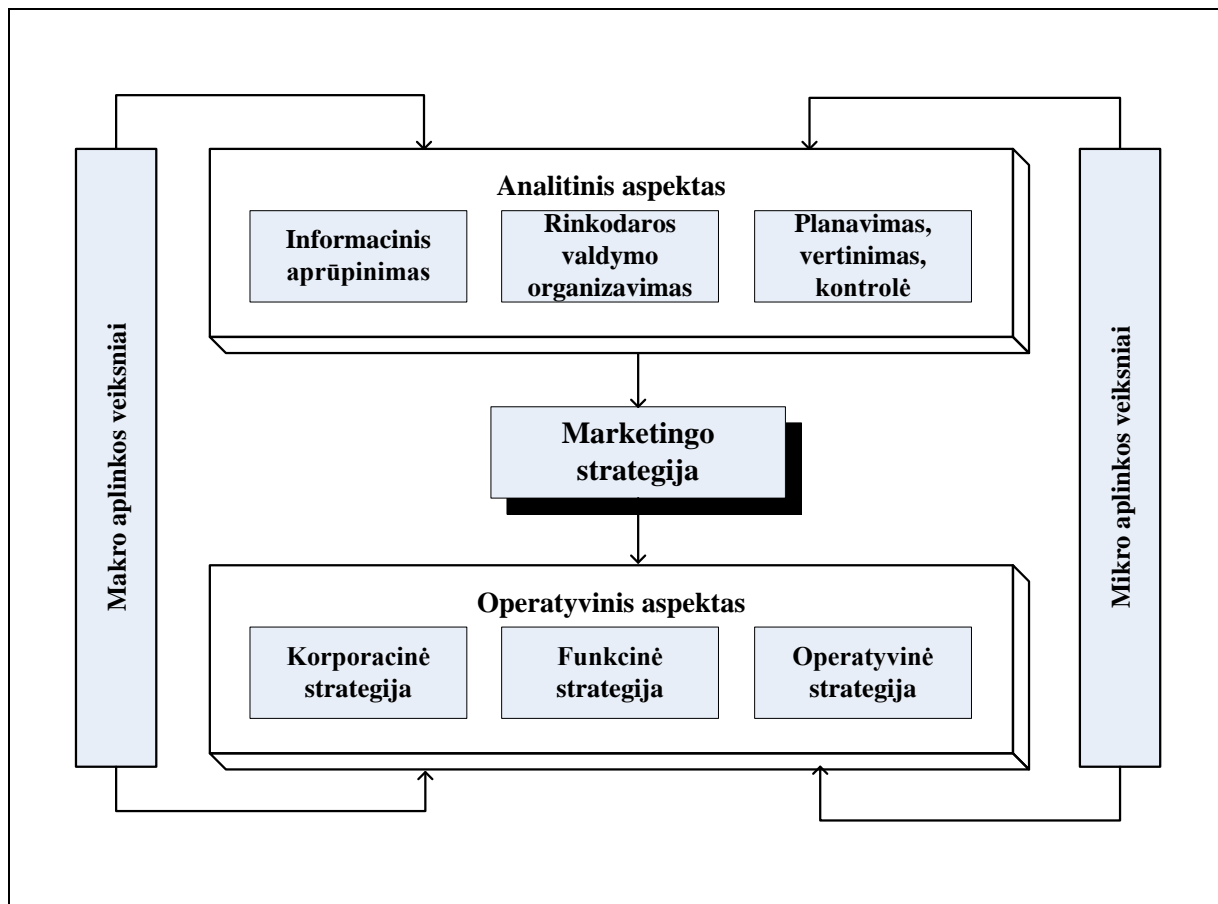 Makro aplinkos veiksniai
Analitinis aspektas
Informacinis
aprūpinimas
Rinkodaros
valdymo
organizavimas
Planavimas,
vertinimas,
kontrolė
Marketingo
strategija
Operatyvinis aspektas
Korporacinė
strategija
Funkcinė
strategija
Operatyvinė
strategija
Mikro aplinkos veiksniai